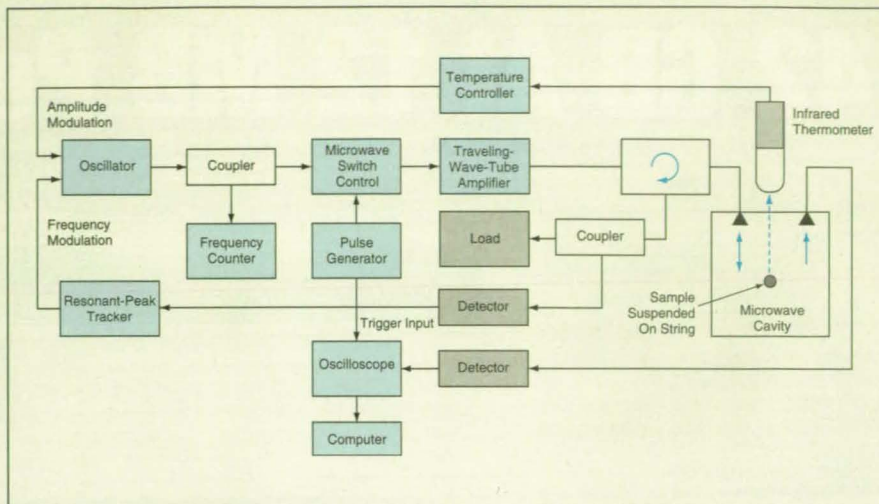 Temperature
Controller
Amplitude
Modulation
Infrared
Thermometer
Oscillator
Coupler
Microwave
Switch
Control
Traveling-
Wave-Tube
Amplifier
Frequency
Modulation
Frequency
Counter
Pulse
Generator
Load
Coupler
Resonant-Peak
Tracker
Detector
Trigger Input
Sample
Suspended
On String
Microwave
Cavity
Oscilloscope
Detector
Computer